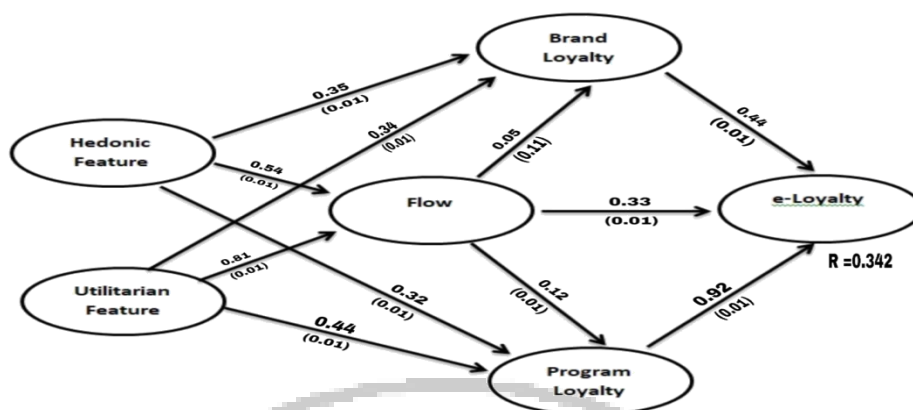 Brand
Loyalty
0.35
(0.01)
0.34
(0.01)
0.44
(0.01)
Hedonic
Feature
0.54
(0.01)
0.05
(0.11)
Flow
0.33
(0.01)
e-Loyalty
R =0.342
0.81
(0.01)
Utilitarian
Feature
0.32
(0.01)
0.12
(0.01)
0.92
(0.01)
0.44
(0.01)
Program
Loyalty